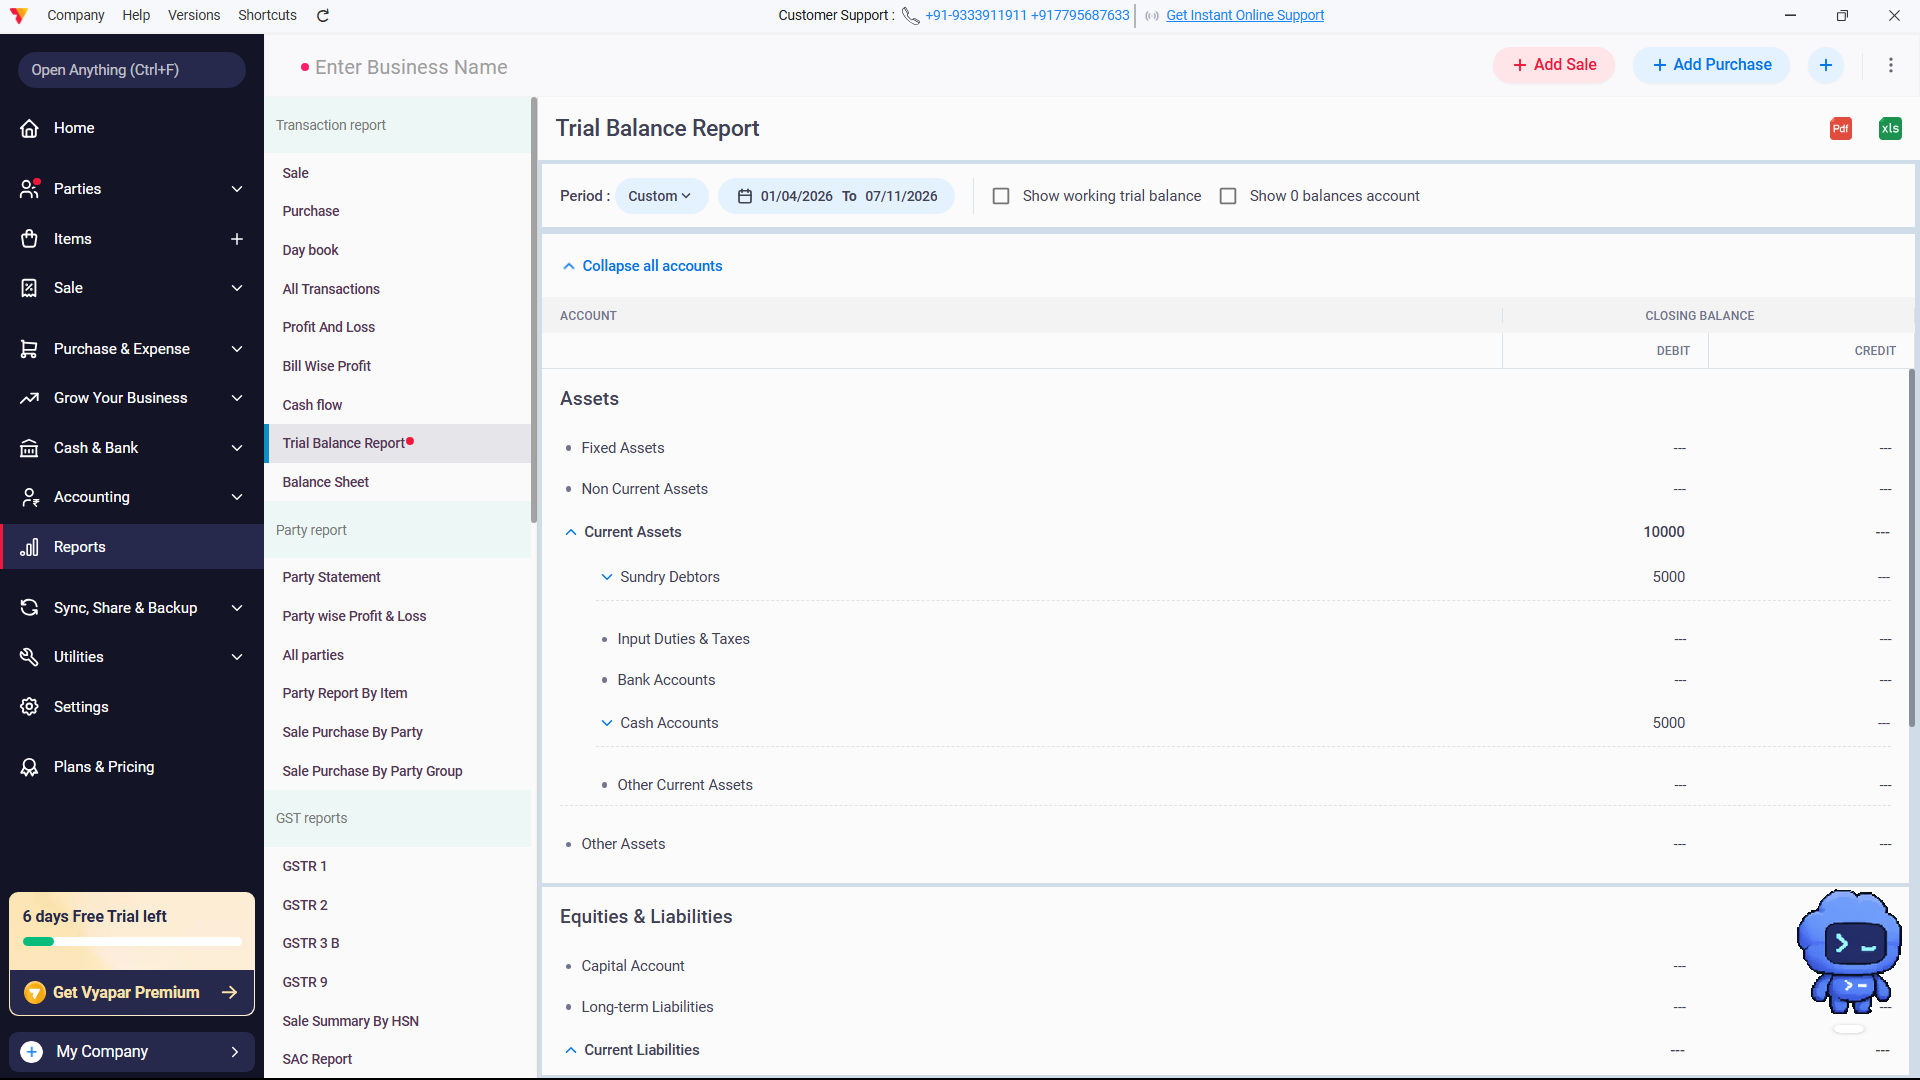 Company Help Versions Shortcuts
Customer Support : +91-9333911911 +917795687633 Get Instant Online Support
Open Anything (Ctrl+F)
Home
Parties
Items
Sale
Purchase & Expense
Grow Your Business
Cash & Bank
Accounting
Reports
Sync, Share & Backup
Utilities
Settings
Plans & Pricing
6 days Free Trial left
Get Vyapar Premium
My Company
Enter Business Name
Add Sale
Add Purchase
Transaction report
Sale
Purchase
Day book
All Transactions
Profit And Loss
Bill Wise Profit
Cash flow
Trial Balance Report
Balance Sheet
Party report
Party Statement
Party wise Profit & Loss
All parties
Party Report By Item
Sale Purchase By Party
Sale Purchase By Party Group
GST reports
GSTR 1
GSTR 2
GSTR 3 B
GSTR 9
Sale Summary By HSN
SAC Report
Trial Balance Report
Pdf
xls
Period : Custom 01/04/2026 To 07/11/2026 Show working trial balance Show 0 balances account
Collapse all accounts
ACCOUNT CLOSING BALANCE
DEBIT CREDIT
Assets
Fixed Assets --- ---
Non Current Assets --- ---
Current Assets 10000 ---
Sundry Debtors 5000 ---
Input Duties & Taxes --- ---
Bank Accounts --- ---
Cash Accounts 5000 ---
Other Current Assets --- ---
Other Assets --- ---
Equities & Liabilities
Capital Account ---
Long-term Liabilities --- ---
Current Liabilities --- ---